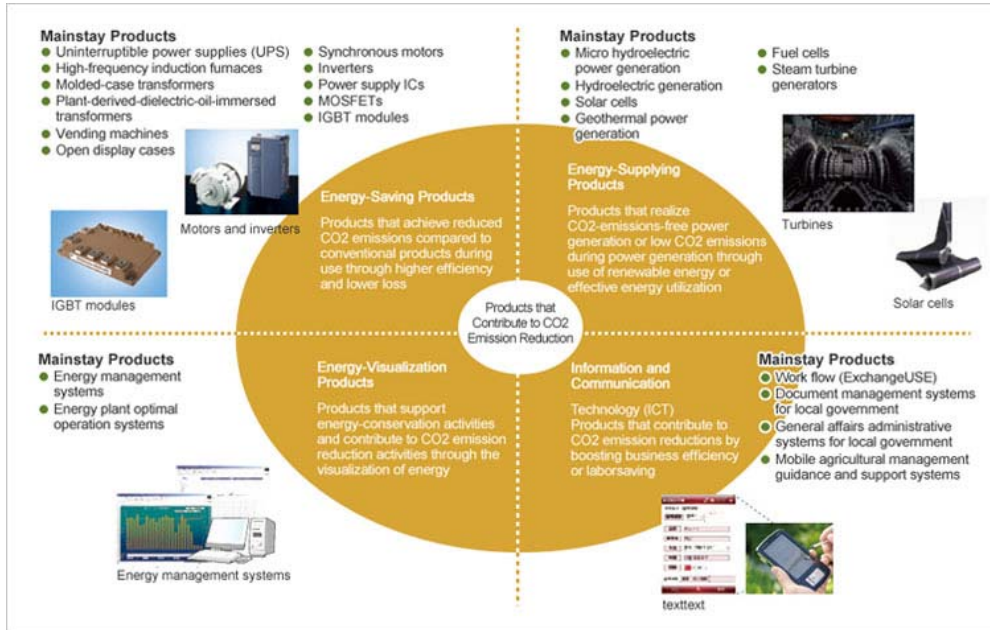 Mainstay Products
Uninterruptible power supplies (UPS)
High-frequency induction furnaces
Molded-case transformers
Plant-derived-dielectric-oil-immersed
transformers
Vending machines
Open display cases
Synchronous motors
Inverters
Power supply ICs
MOSFETs
IGBT modules
Motors and inverters
IGBT modules
Energy-Saving Products
Products that achieve reduced
CO2 emissions compared to
conventional products during
use through higher efficiency
and lower loss
Mainstay Products
Micro hydroelectric
power generation
Hydroelectric generation
Solar cells
Geothermal power
generation
Fuel cells
Steam turbine
generators
Turbines
Solar cells
Energy-Supplying
Products
Products that realize
CO2-emissions-free power
generation or low CO2 emissions
during power generation through
use of renewable energy or
effective energy utilization
Products that
Contribute to CO2
Emission Reduction
Mainstay Products
Energy management
systems
Energy plant optimal
operation systems
Energy-Visualization
Products
Products that support
energy-conservation activities
and contribute to CO2 emission
reduction activities through the
visualization of energy
Energy management systems
Information and
Communication
Technology (ICT)
Products that contribute to
CO2 emission reductions by
boosting business efficiency
or laborsaving
Mainstay Products
Work flow (ExchangeUSE)
Document management systems
for local government
General affairs administrative
systems for local government
Mobile agricultural management
guidance and support systems
texttext